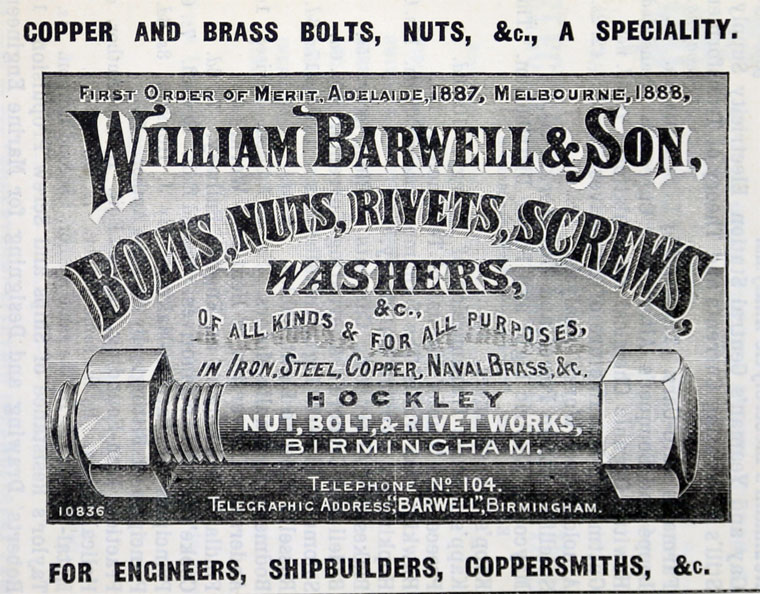 COPPER AND BRASS BOLTS, NUTS, &c., A SPECIALITY.
FIRST ORDER OF MERIT, ADELAIDE, 1887, MELBOURNE, 1888,
WILLIAM BARWELL & SON,
BOLTS, NUTS, RIVETS, SCREWS,
WASHERS,
&c.,
OF ALL KINDS & FOR ALL PURPOSES,
IN IRON, STEEL, COPPER, NAVAL BRASS, &c.
HOCKLEY
NUT, BOLT, & RIVET WORKS,
BIRMINGHAM.
TELEPHONE No 104.
TELEGRAPHIC ADDRESS, "BARWELL", BIRMINGHAM.
10836
FOR ENGINEERS, SHIPBUILDERS, COPPERSMITHS, &c.